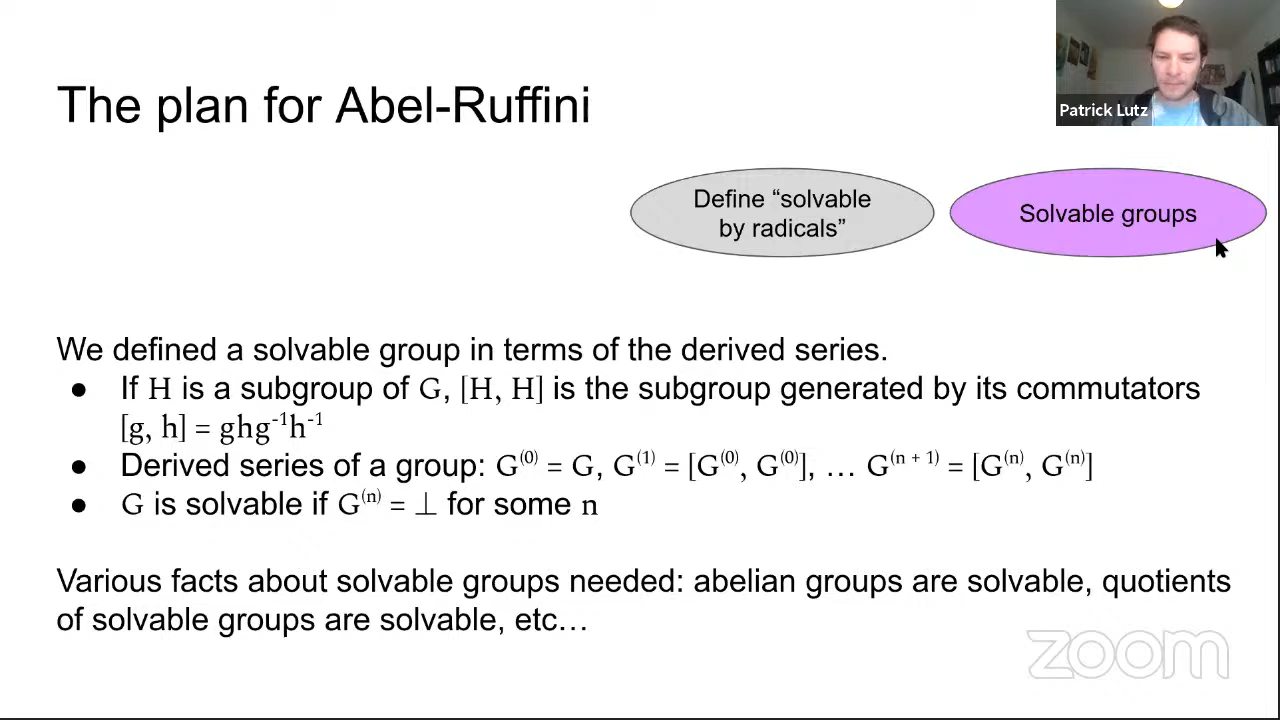 The plan for Abel-Ruffini
Patrick Lutz
Define “solvable
by radicals”
Solvable groups
We defined a solvable group in terms of the derived series.
● If H is a subgroup of G, [H, H] is the subgroup generated by its commutators
[g, h] = ghg⁻¹h⁻¹
● Derived series of a group: G⁽⁰⁾ = G, G⁽¹⁾ = [G⁽⁰⁾, G⁽⁰⁾], … G⁽ⁿ ⁺ ¹⁾ = [G⁽ⁿ⁾, G⁽ⁿ⁾]
● G is solvable if G⁽ⁿ⁾ = ⊥ for some n
Various facts about solvable groups needed: abelian groups are solvable, quotients
of solvable groups are solvable, etc…
zoom